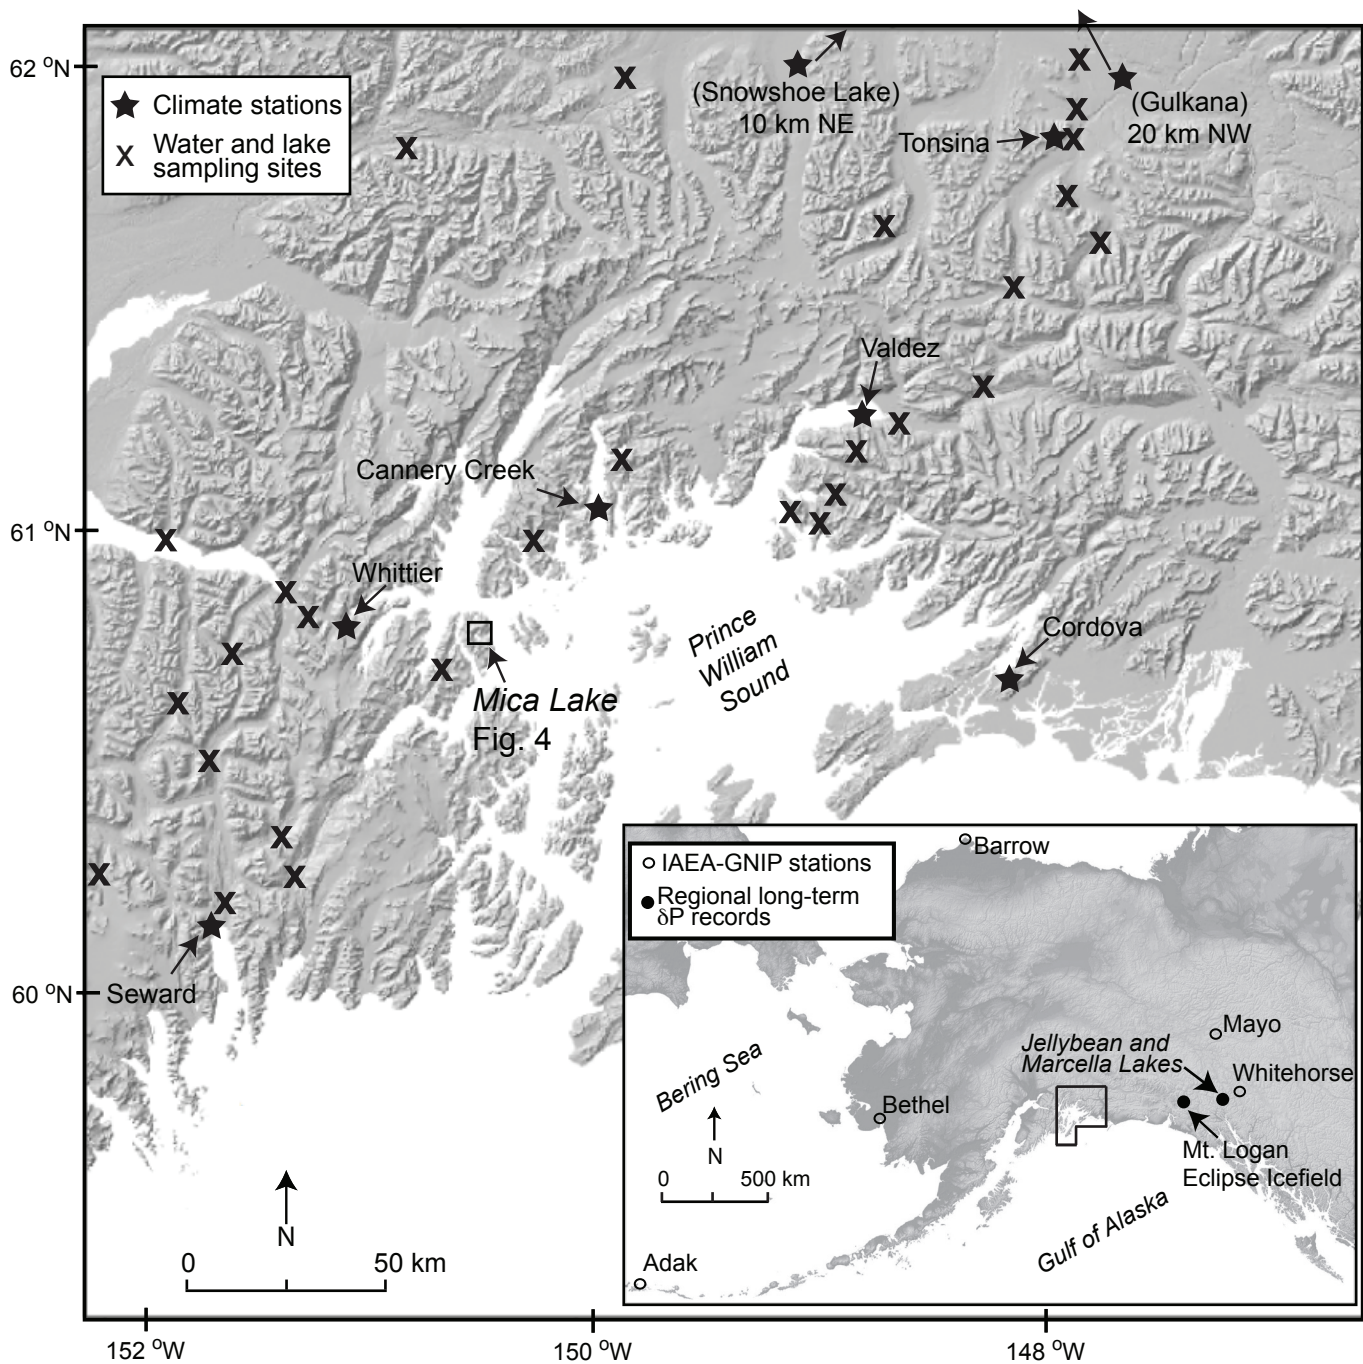 62 °N
Climate stations
Water and lake
sampling sites
X
(Snowshoe Lake)
10 km NE
(Gulkana)
20 km NW
Tonsina
Valdez
Cannery Creek
61 °N
Whittier
Prince
William
Sound
Cordova
Mica Lake
Fig. 4
Seward
60 °N
N
0 50 km
152 °W
150 °W
148 °W
IAEA-GNIP stations
Regional long-term
δP records
Barrow
Mayo
Jellybean and
Marcella Lakes
Whitehorse
Bering Sea
Bethel
N
0 500 km
Mt. Logan
Eclipse Icefield
Gulf of Alaska
Adak